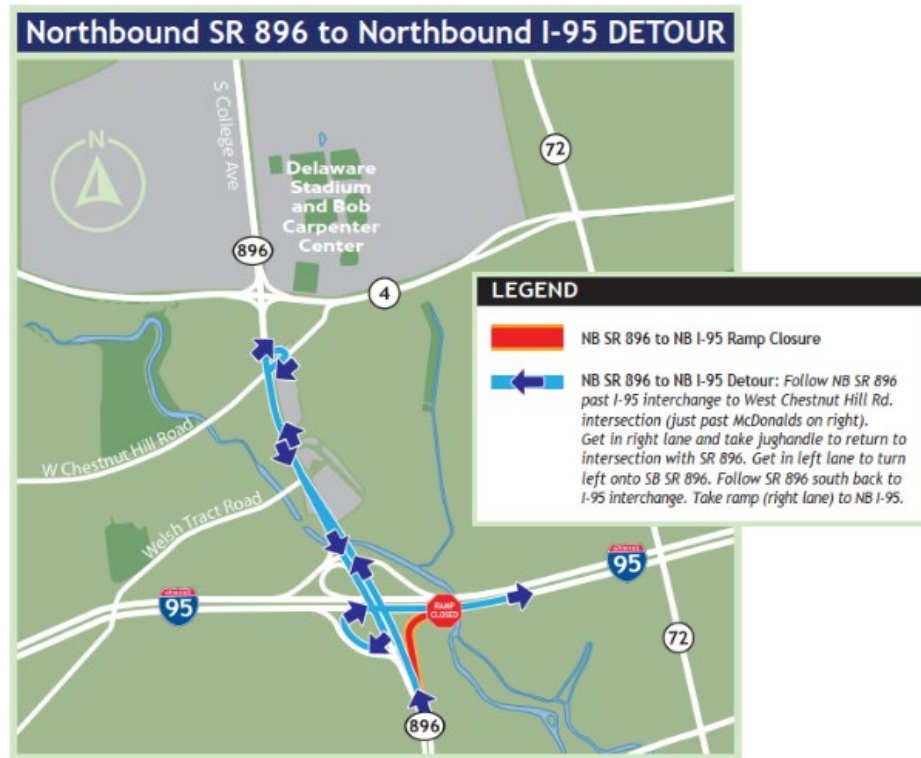 Northbound SR 896 to Northbound I-95 DETOUR
S College Ave
N
72
Delaware
Stadium
and Bob
Carpenter
Center
896
4
LEGEND
NB SR 896 to NB I-95 Ramp Closure
NB SR 896 to NB I-95 Detour: Follow NB SR 896
past I-95 interchange to West Chestnut Hill Rd.
intersection (just past McDonalds on right).
Get in right lane and take jughandle to return to
intersection with SR 896. Get in left lane to turn
left onto SB SR 896. Follow SR 896 south back to
I-95 interchange. Take ramp (right lane) to NB I-95.
W Chestnut Hill Road
Welsh Tract Road
95
95
RAMP
CLOSED
72
896